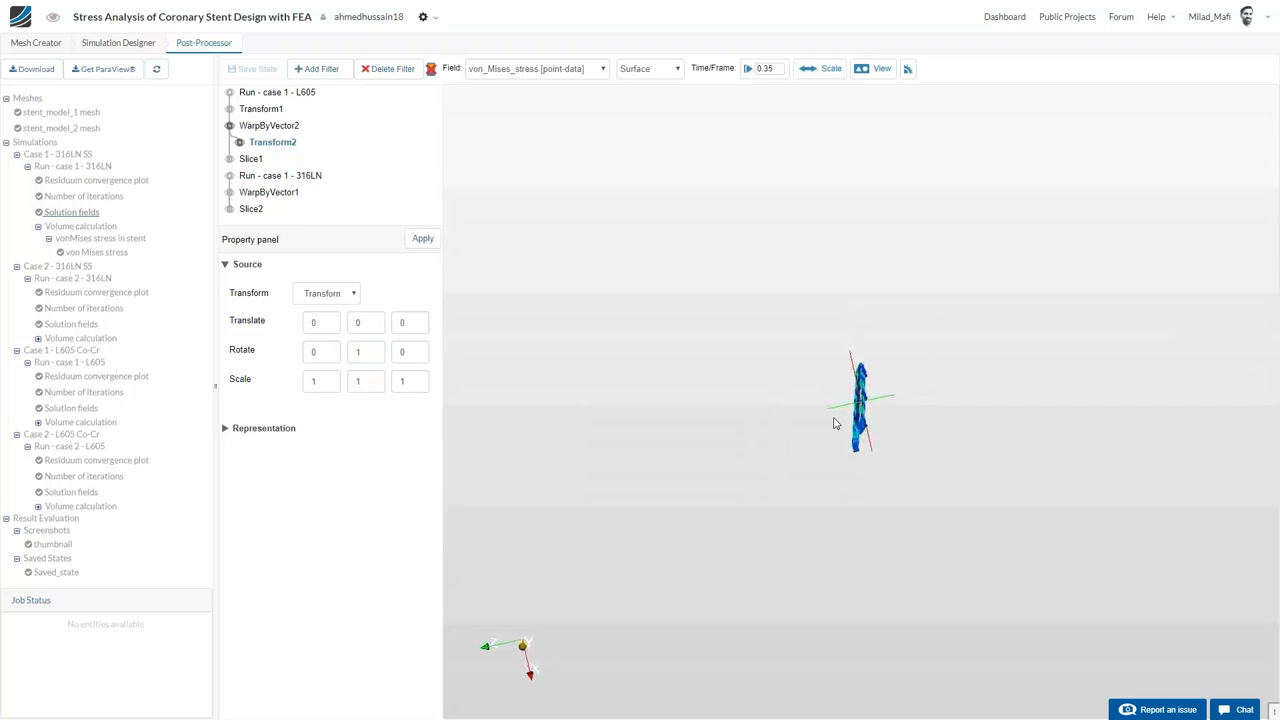 Stress Analysis of Coronary Stent Design with FEA ahmedhussain18 Dashboard Public Projects Forum Help Milad_Mafi
Mesh Creator Simulation Designer Post-Processor
Download Get ParaView® Save State Add Filter Delete Filter Field: von_Mises_stress [point-data] Surface Time/Frame: 0.35 Scale View
Meshes
stent_model_1 mesh
stent_model_2 mesh
Simulations
Case 1 - 316LN SS
Run - case 1 - 316LN
Residuum convergence plot
Number of iterations
Solution fields
Volume calculation
vonMises stress in stent
von Mises stress
Case 2 - 316LN SS
Run - case 2 - 316LN
Residuum convergence plot
Number of iterations
Solution fields
Volume calculation
Case 1 - L605 Co-Cr
Run - case 1 - L605
Residuum convergence plot
Number of iterations
Solution fields
Volume calculation
Case 2 - L605 Co-Cr
Run - case 2 - L605
Residuum convergence plot
Number of iterations
Solution fields
Volume calculation
Result Evaluation
Screenshots
thumbnail
Saved States
Saved_state
Job Status
No entities available
Run - case 1 - L605
Transform1
WarpByVector2
Transform2
Slice1
Run - case 1 - 316LN
WarpByVector1
Slice2
Property panel Apply
Source
Transform Transform
Translate 0 0 0
Rotate 0 1 0
Scale 1 1 1
Representation
Z Y
X
Report an issue Chat